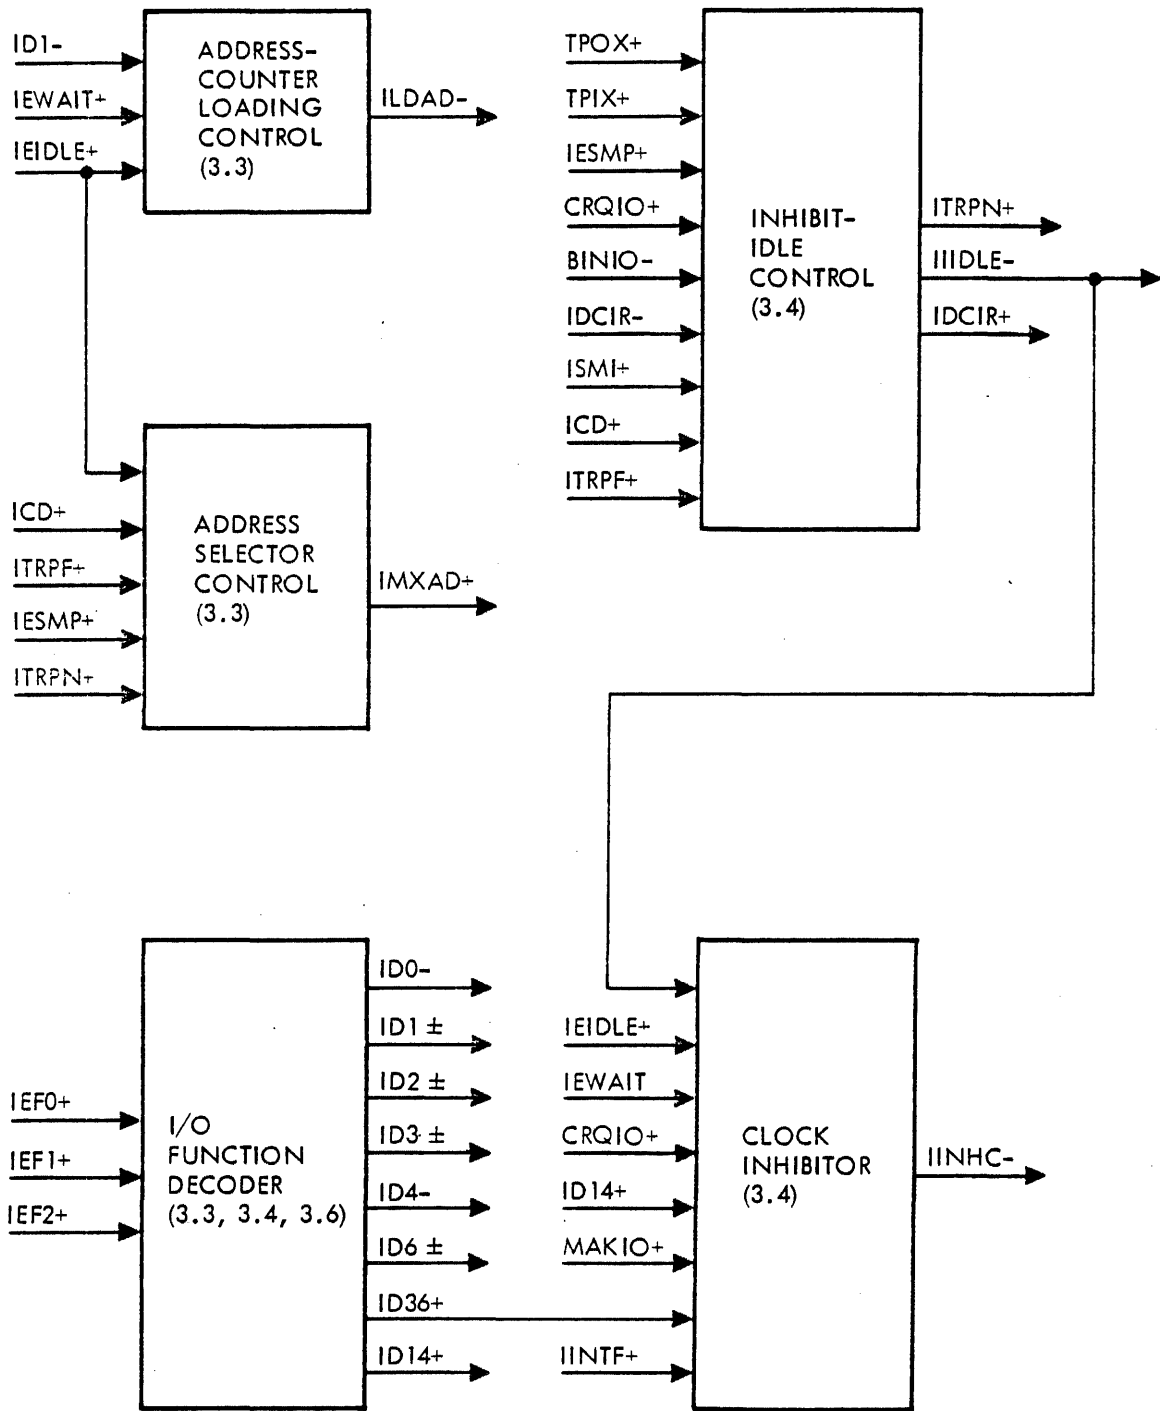 ID1-
IEWAIT+
IEIDLE+
ADDRESS-
COUNTER
LOADING
CONTROL
(3.3)
ILDAD-
ICD+
ITRPF+
IESMP+
ITRPN+
ADDRESS
SELECTOR
CONTROL
(3.3)
IMXAD+
TPOX+
TPIX+
IESMP+
CRQIO+
BINIO-
IDCIR-
ISMI+
ICD+
ITRPF+
INHIBIT-
IDLE
CONTROL
(3.4)
ITRPN+
IIIDLE-
IDCIR+
IEF0+
IEF1+
IEF2+
I/O
FUNCTION
DECODER
(3.3, 3.4, 3.6)
ID0-
ID1 ±
ID2 ±
ID3 ±
ID4-
ID6 ±
ID36+
ID14+
IEIDLE+
IEWAIT
CRQIO+
ID14+
MAKIO+
IINTF+
CLOCK
INHIBITOR
(3.4)
IINHC-